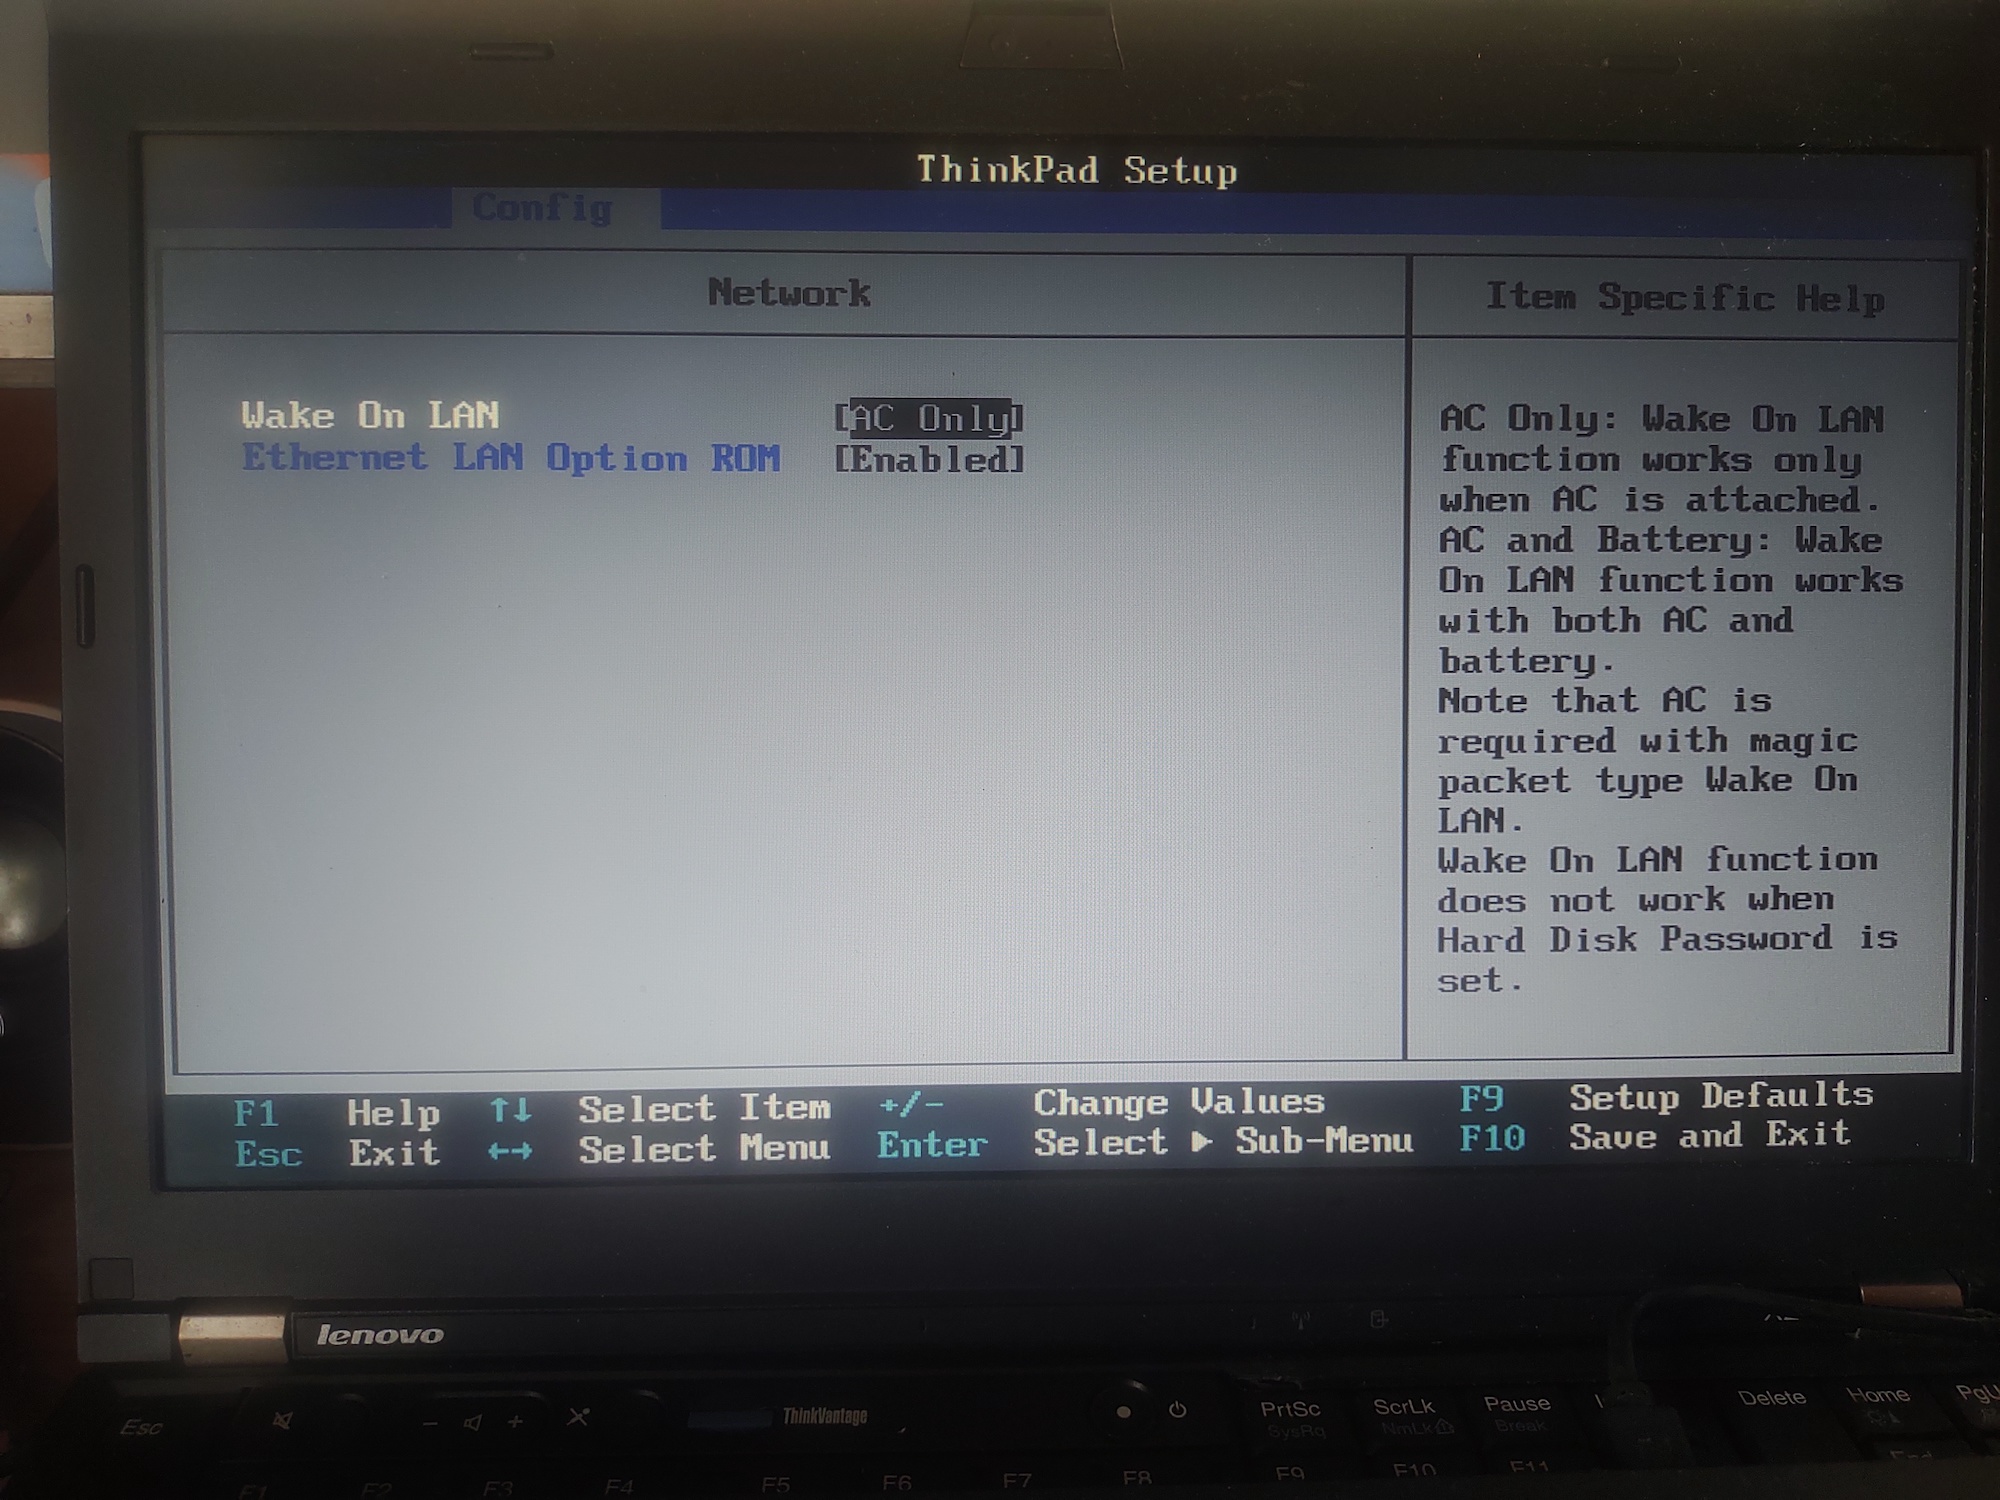 ThinkPad Setup
Config
Network
Item Specific Help
Wake On LAN [AC Only]
Ethernet LAN Option ROM [Enabled]
AC Only: Wake On LAN
function works only
when AC is attached.
AC and Battery: Wake
On LAN function works
with both AC and
battery.
Note that AC is
required with magic
packet type Wake On
LAN.
Wake On LAN function
does not work when
Hard Disk Password is
set.
F1 Help ↑↓ Select Item +/- Change Values F9 Setup Defaults
Esc Exit ←→ Select Menu Enter Select ▶ Sub-Menu F10 Save and Exit
lenovo
Esc
- +
ThinkVantage
PrtSc
SysRq
ScrLk
NmLk
Pause
Break
Delete
Home
F1 F2 F3 F4 F5 F6 F7 F8 F9 F10 F11